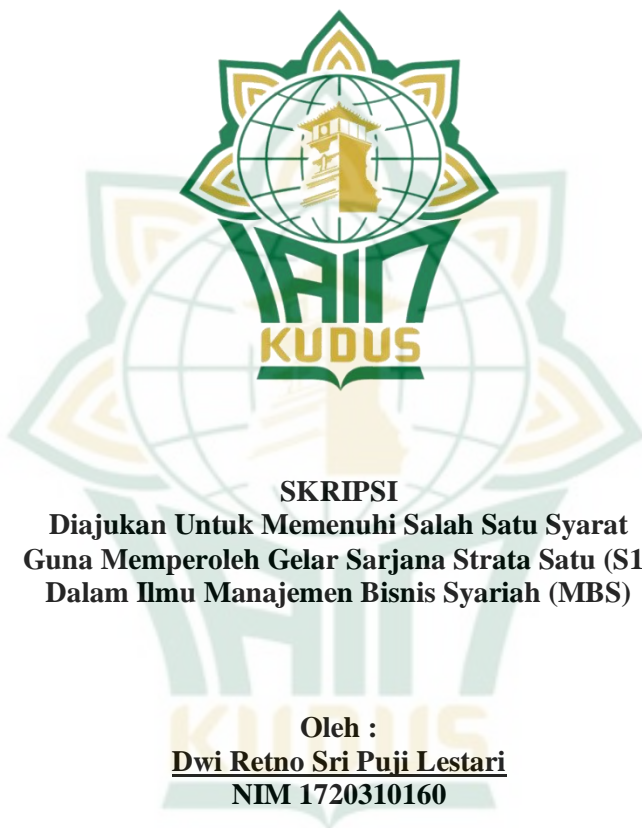 IAIN
KUDUS
SKRIPSI
Diajukan Untuk Memenuhi Salah Satu Syarat
Guna Memperoleh Gelar Sarjana Strata Satu (S1
Dalam Ilmu Manajemen Bisnis Syariah (MBS)
Oleh :
Dwi Retno Sri Puji Lestari
NIM 1720310160